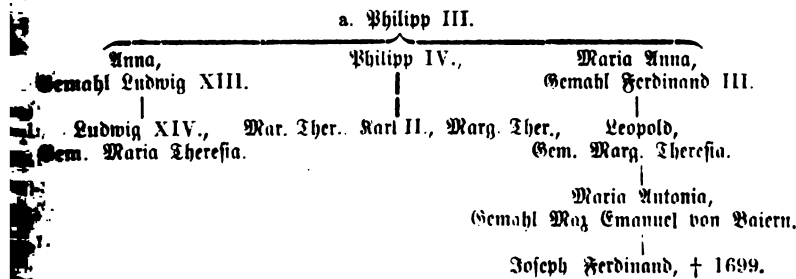 a. Philipp III.
Anna, Philipp IV., Maria Anna,
Gemahl Ludwig XIII. Gemahl Ferdinand III.
1. Ludwig XIV., Mar. Ther., Karl II., Marg. Ther., Leopold,
Gem. Maria Theresia. Gem. Marg. Theresia.
Maria Antonia,
Gemahl Max Emanuel von Baiern.
Joseph Ferdinand, † 1699.